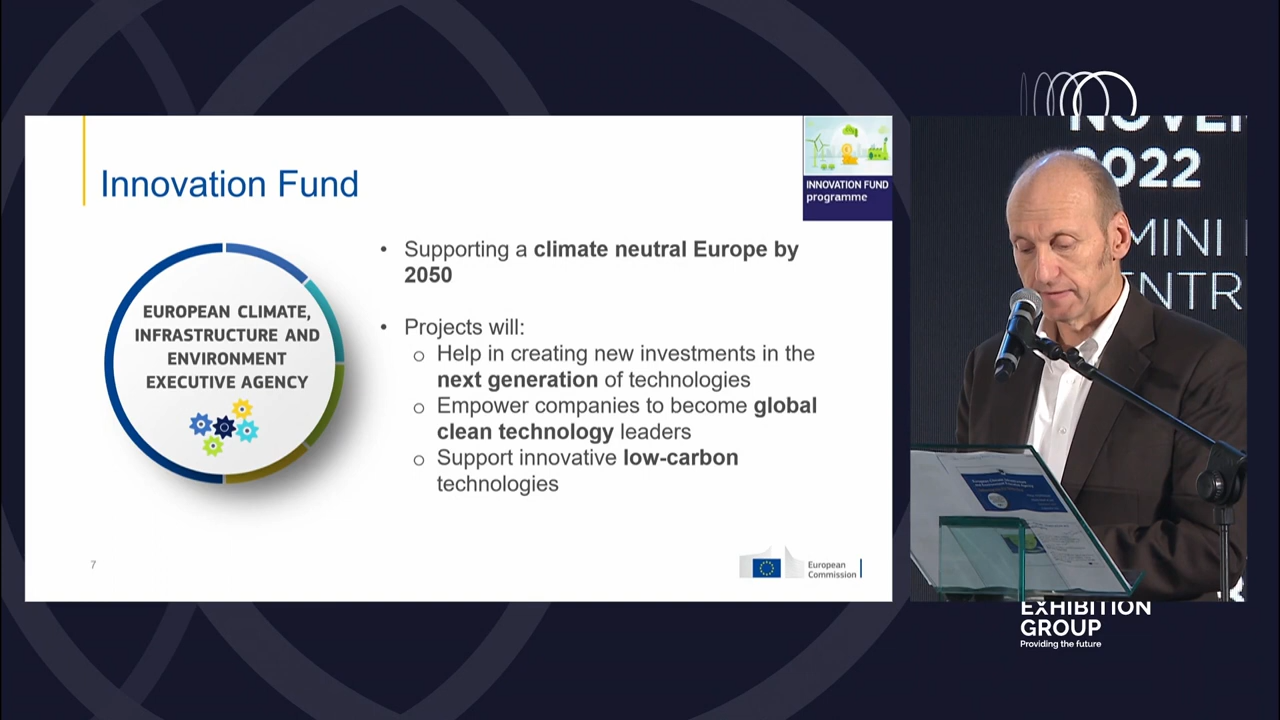 Innovation Fund
INNOVATION FUND
programme
EUROPEAN CLIMATE,
INFRASTRUCTURE AND
ENVIRONMENT
EXECUTIVE AGENCY
• Supporting a climate neutral Europe by
2050
• Projects will:
o Help in creating new investments in the
next generation of technologies
o Empower companies to become global
clean technology leaders
o Support innovative low-carbon
technologies
7
European
Commission
2022
EXHIBITION
GROUP
Providing the future